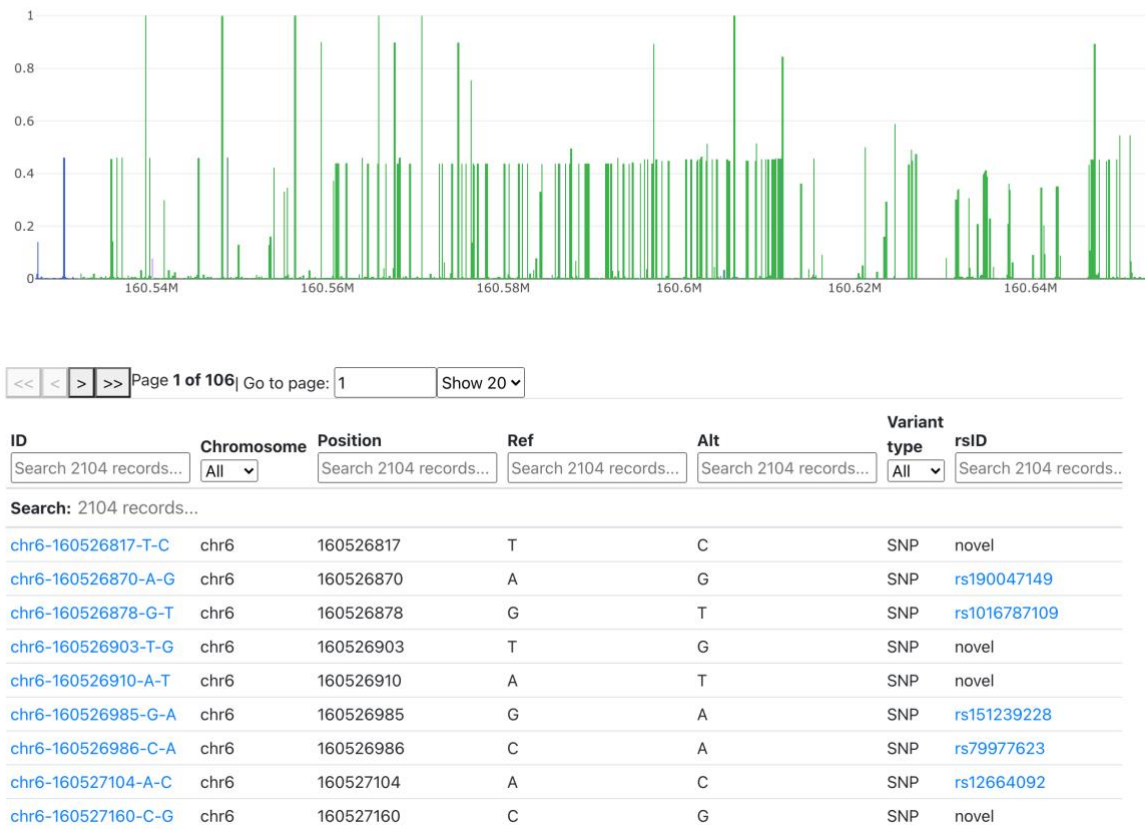 1
0.8
0.6
0.4
0.2
0
160.54M 160.56M 160.58M 160.6M 160.62M 160.64M
<< < > >> Page 1 of 106| Go to page: 1 Show 20
ID Chromosome Position Ref Alt Variant type rsID
Search 2104 records... All Search 2104 records... Search 2104 records... Search 2104 records... All Search 2104 records..
Search: 2104 records...
chr6-160526817-T-C chr6 160526817 T C SNP novel
chr6-160526870-A-G chr6 160526870 A G SNP rs190047149
chr6-160526878-G-T chr6 160526878 G T SNP rs1016787109
chr6-160526903-T-G chr6 160526903 T G SNP novel
chr6-160526910-A-T chr6 160526910 A T SNP novel
chr6-160526985-G-A chr6 160526985 G A SNP rs151239228
chr6-160526986-C-A chr6 160526986 C A SNP rs79977623
chr6-160527104-A-C chr6 160527104 A C SNP rs12664092
chr6-160527160-C-G chr6 160527160 C G SNP novel